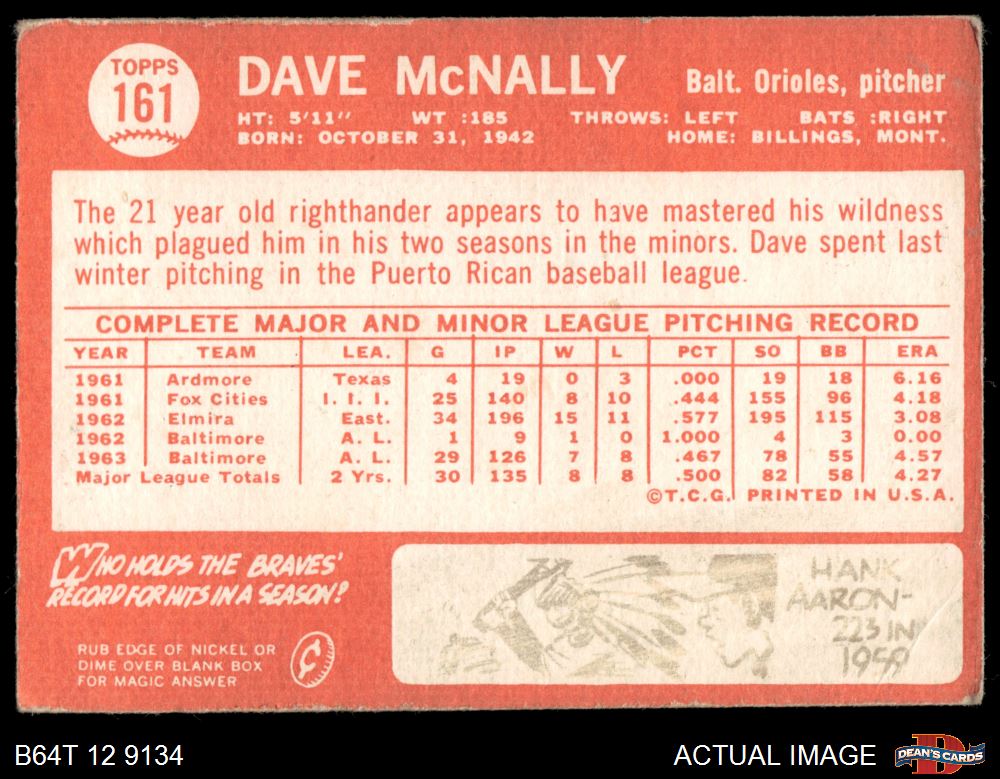 TOPPS
161
DAVE McNALLY
Balt. Orioles, pitcher
HT: 5'11" WT :185 THROWS: LEFT BATS :RIGHT
BORN: OCTOBER 31, 1942 HOME: BILLINGS, MONT.
The 21 year old righthander appears to have mastered his wildness
which plagued him in his two seasons in the minors. Dave spent last
winter pitching in the Puerto Rican baseball league.
COMPLETE MAJOR AND MINOR LEAGUE PITCHING RECORD
YEAR TEAM LEA. G IP W L PCT SO BB ERA
1961 Ardmore Texas 4 19 0 3 .000 19 18 6.16
1961 Fox Cities I. I. I. 25 140 8 10 .444 155 96 4.18
1962 Elmira East. 34 196 15 11 .577 195 115 3.08
1962 Baltimore A. L. 1 9 1 0 1.000 4 3 0.00
1963 Baltimore A. L. 29 126 7 8 .467 78 55 4.57
Major League Totals 2 Yrs. 30 135 8 8 .500 82 58 4.27
©T.C.G. PRINTED IN U.S.A.
WHO HOLDS THE BRAVES'
RECORD FOR HITS IN A SEASON?
RUB EDGE OF NICKEL OR
DIME OVER BLANK BOX
FOR MAGIC ANSWER
HANK
AARON-
223 IN
1959
B64T 12 9134
ACTUAL IMAGE
DEAN'S CARDS